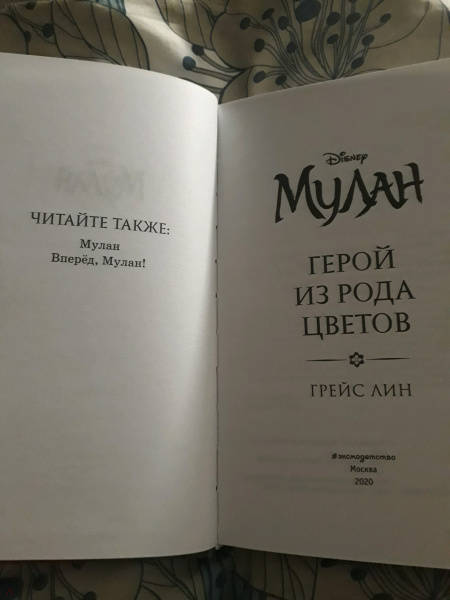 ЧИТАЙТЕ ТАКЖЕ:
Мулан
Вперёд, Мулан!
Disney
МУЛАН
ГЕРОЙ
ИЗ РОДА
ЦВЕТОВ
ГРЕЙС ЛИН
#эксмодетство
Москва
2020